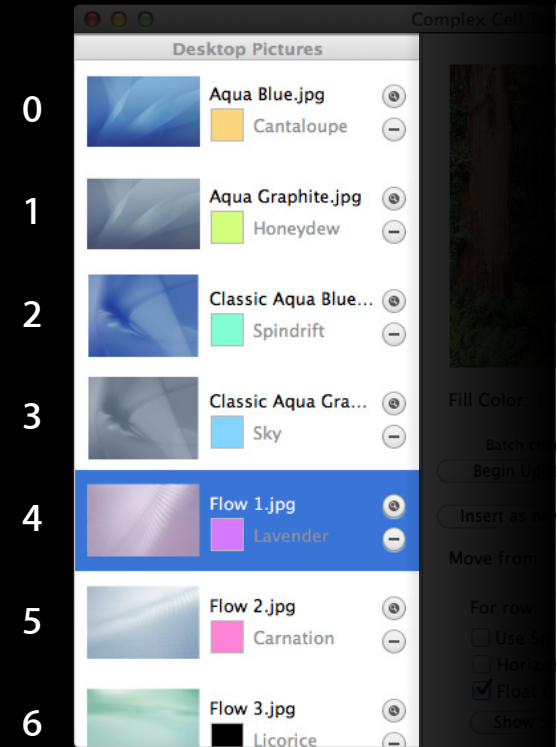 Complex Cell T
Desktop Pictures
0
Aqua Blue.jpg
Cantaloupe
1
Aqua Graphite.jpg
Honeydew
2
Classic Aqua Blue...
Spindrift
3
Classic Aqua Gra...
Sky
Fill Color:
Batch
4
Flow 1.jpg
Lavender
Begin
Insert as
Move from
5
Flow 2.jpg
Carnation
For row
Use
Float
6
Flow 3.jpg
Licorice
Show